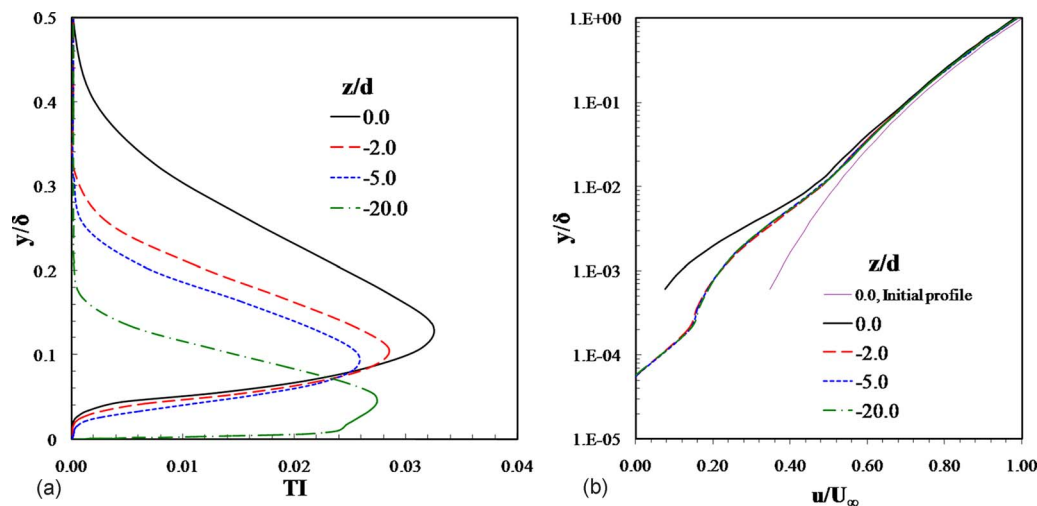 0.5
0.4
0.3
0.2
0.1
0
y/δ
z/d
0.0
-2.0
-5.0
-20.0
0.00
0.01
0.02
0.03
0.04
TI
(a)
1.E+00
1.E-01
1.E-02
1.E-03
1.E-04
1.E-05
y/δ
z/d
0.0, Initial profile
0.0
-2.0
-5.0
-20.0
0.00
0.20
0.40
0.60
0.80
1.00
u/U∞
(b)